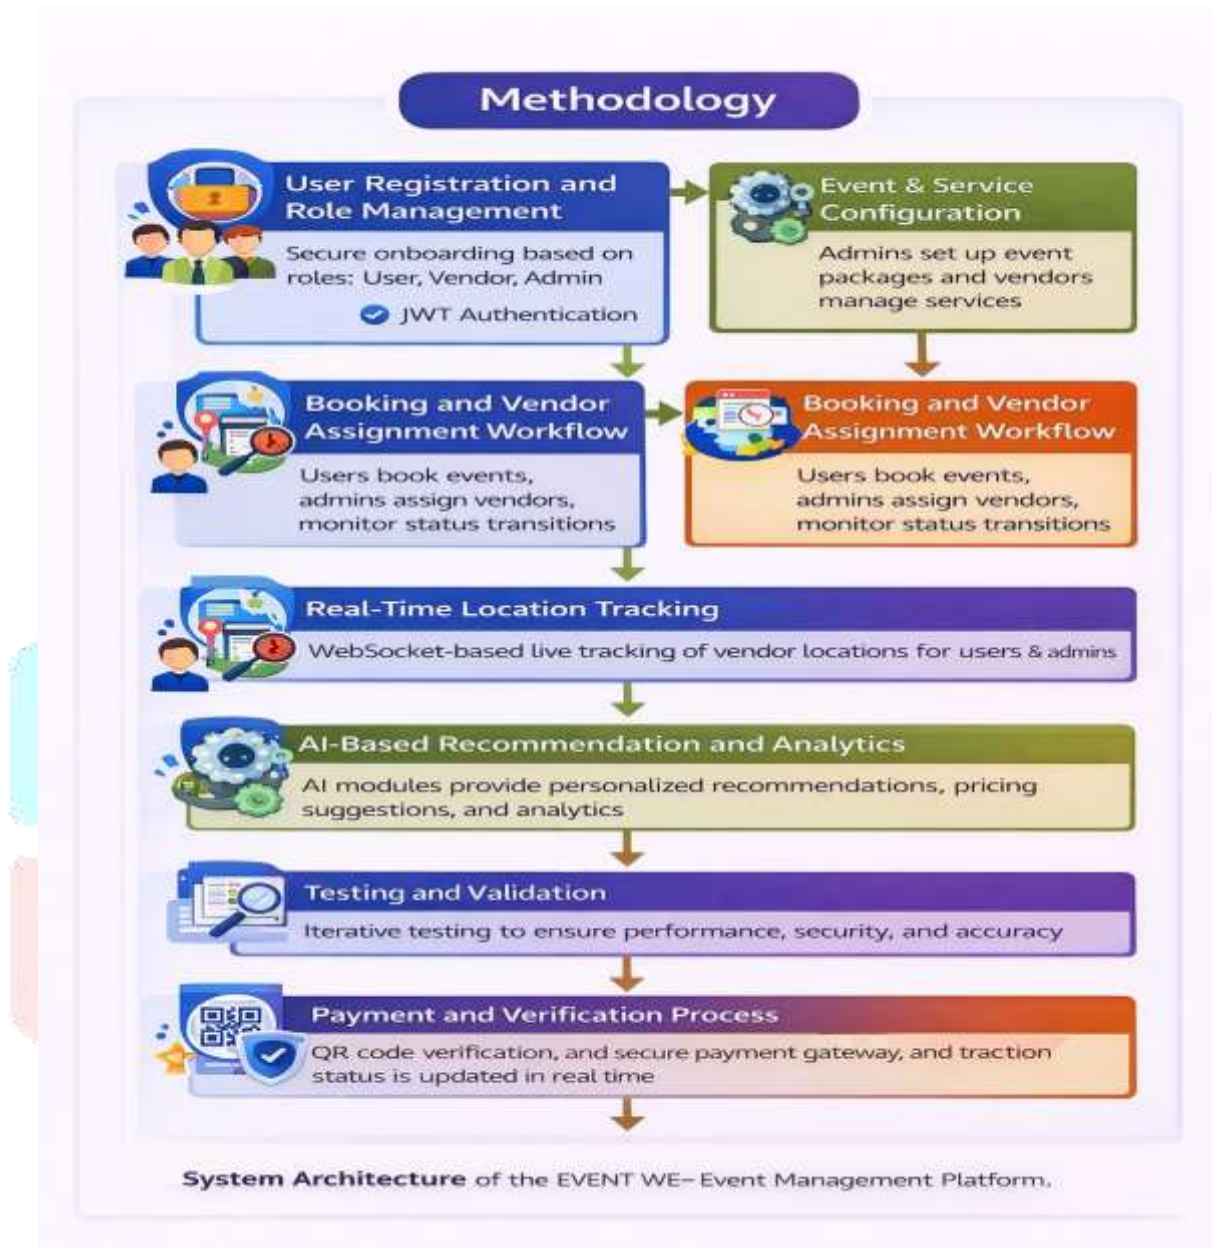 Methodology
User Registration and
Role Management
Secure onboarding based on
roles: User, Vendor, Admin
JWT Authentication
Event & Service
Configuration
Admins set up event
packages and vendors
manage services
Booking and Vendor
Assignment Workflow
Users book events,
admins assign vendors,
monitor status transitions
Booking and Vendor
Assignment Workflow
Users book events,
admins assign vendors,
monitor status transitions
Real-Time Location Tracking
WebSocket-based live tracking of vendor locations for users & admins
AI-Based Recommendation and Analytics
AI modules provide personalized recommendations, pricing
suggestions, and analytics
Testing and Validation
Iterative testing to ensure performance, security, and accuracy
Payment and Verification Process
QR code verification, and secure payment gateway, and traction
status is updated in real time
System Architecture of the EVENT WE–Event Management Platform.